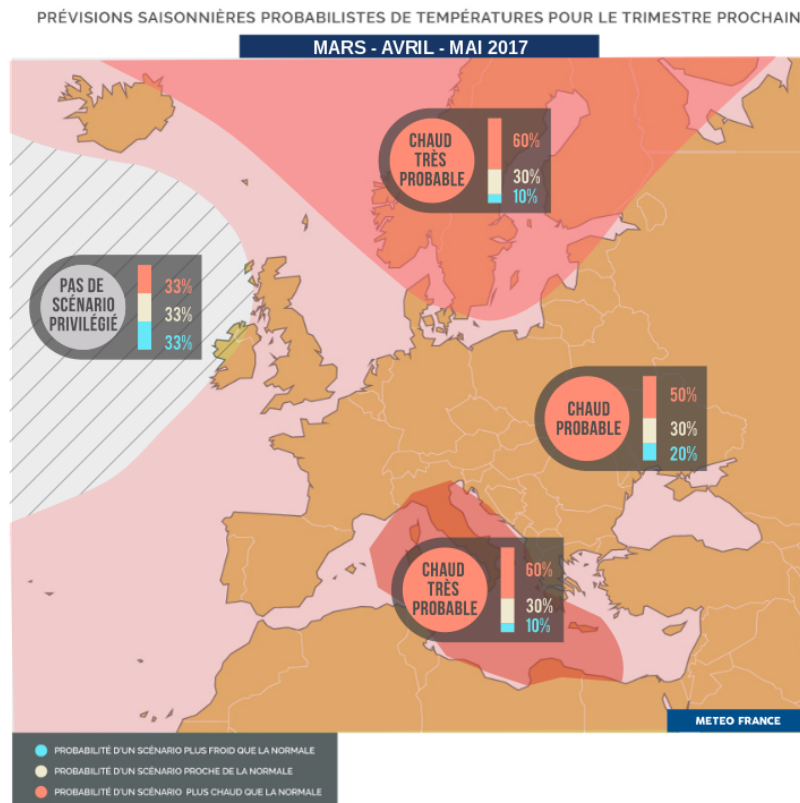 PRÉVISIONS SAISONNIÈRES PROBABILISTES DE TEMPÉRATURES POUR LE TRIMESTRE PROCHAIN
MARS - AVRIL - MAI 2017
CHAUD
TRÈS
PROBABLE
60%
30%
10%
PAS DE
SCÉNARIO
PRIVILÉGIÉ
33%
33%
33%
CHAUD
PROBABLE
50%
30%
20%
CHAUD
TRÈS
PROBABLE
60%
30%
10%
METEO FRANCE
PROBABILITÉ D'UN SCÉNARIO PLUS FROID QUE LA NORMALE
PROBABILITÉ D'UN SCÉNARIO PROCHE DE LA NORMALE
PROBABILITÉ D'UN SCÉNARIO PLUS CHAUD QUE LA NORMALE